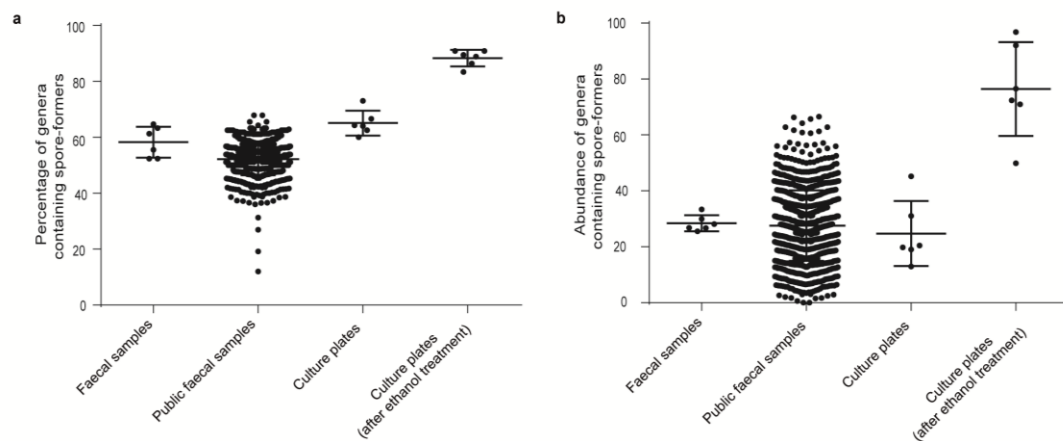 a
Percentage of genera
containing spore-formers
100
80
60
40
20
0
Faecal samples
Public faecal samples
Culture plates
Culture plates
(after ethanol treatment)
b
Abundance of genera
containing spore-formers
100
80
60
40
20
0
Faecal samples
Public faecal samples
Culture plates
Culture plates
(after ethanol treatment)